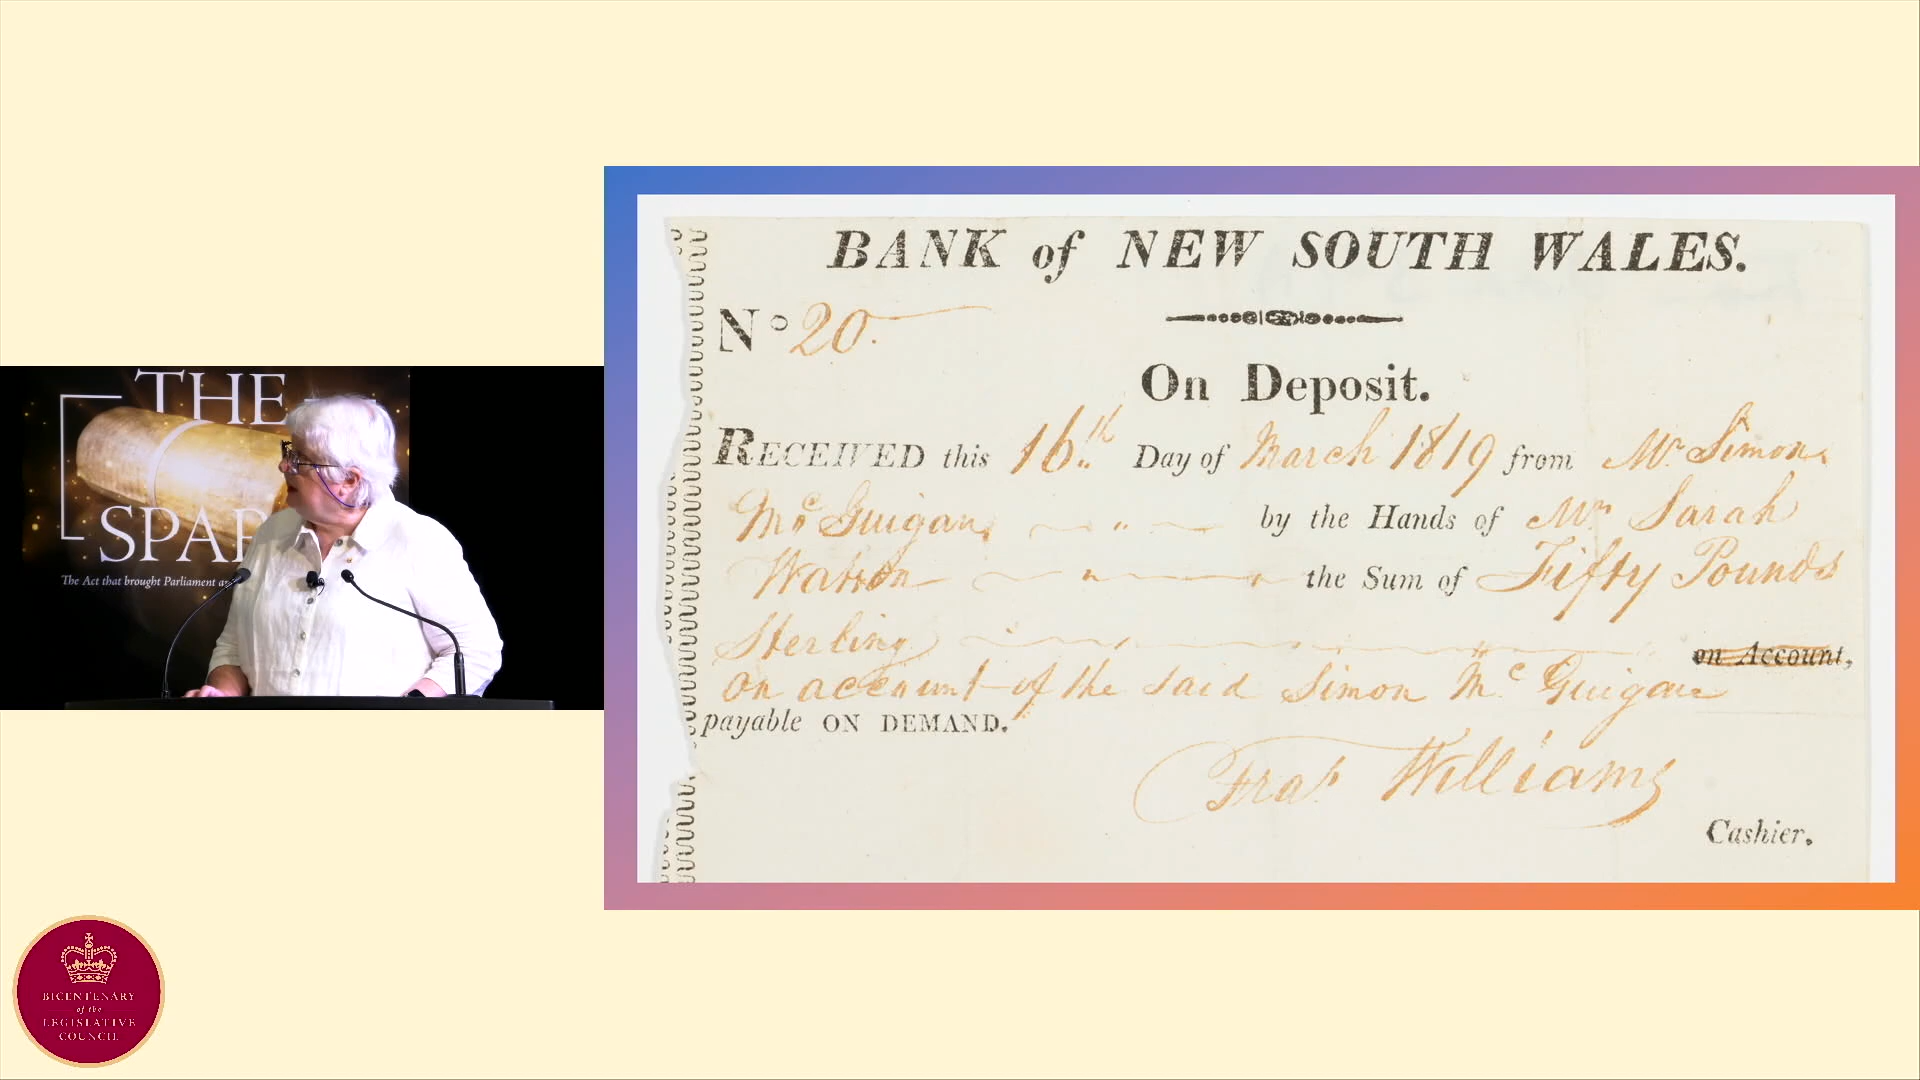 THE
SPAR
The Act that brought Parliament a
BANK of NEW SOUTH WALES.
No 20.
On Deposit.
RECEIVED this 16th Day of March 1819 from Mr Simon
Mc Guigan by the Hands of Mrs Sarah
Watson the Sum of Fifty Pounds
Sterling on Account,
on account of the said Simon Mc Guigan
payable ON DEMAND.
Fras Williams
Cashier.
BICENTENARY
of the
LEGISLATIVE
COUNCIL